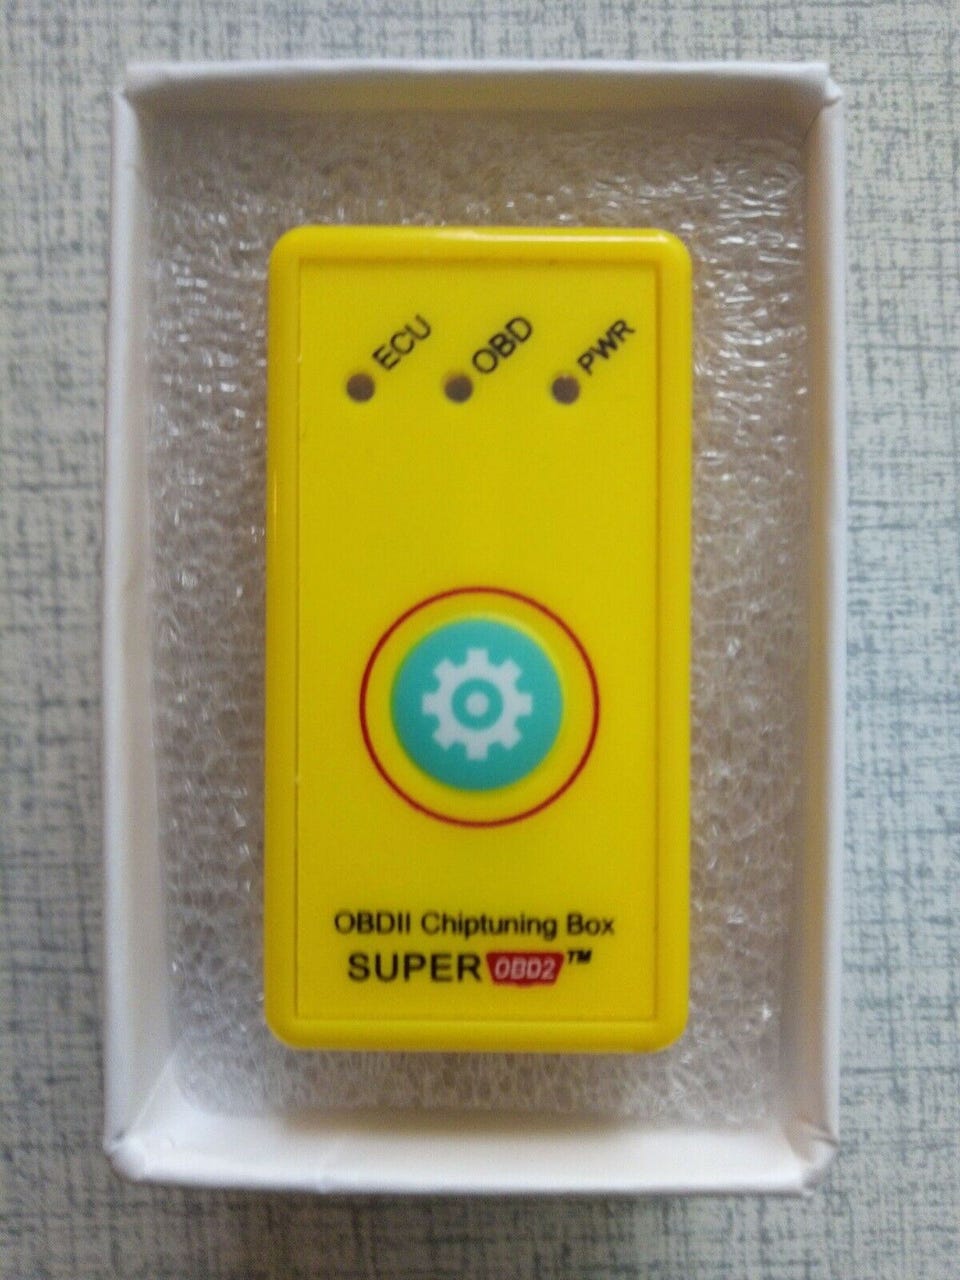 ECU
OBD
PWR
OBDII Chiptuning Box
SUPER OBD2™